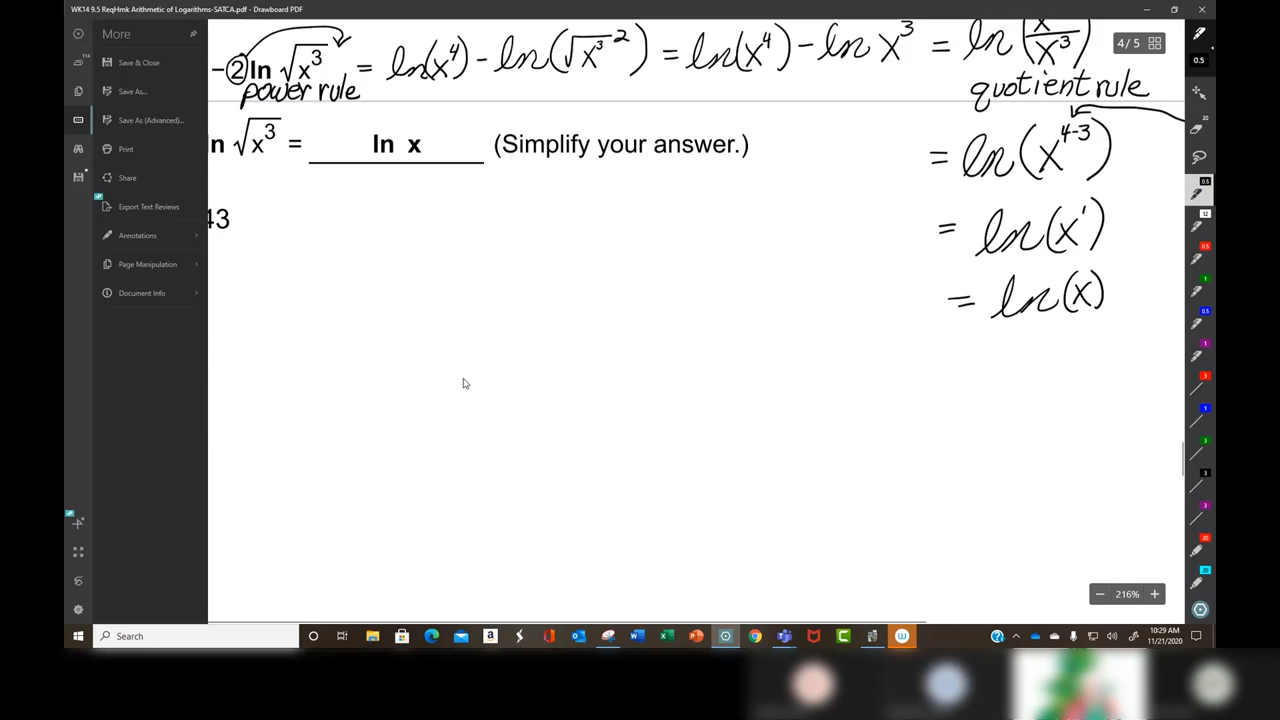 WK14 9.5 ReqHmk Arithmetic of Logarithms-SATCA.pdf - Drawboard PDF
More
Save & Close
Save As...
Save As (Advanced)...
Print
Share
Export Text Reviews
Annotations
Page Manipulation
Document Info
4/5
- 2 ln √x³ = ln(x⁴) - ln(√x³ ²) = ln(x⁴) - ln x³ = ln(x/x³)
power rule
quotient rule
ln √x³ = ln x (Simplify your answer.)
= ln(x⁴⁻³)
43
= ln(x¹)
= ln(x)
216%
Search
10:29 AM
11/21/2020